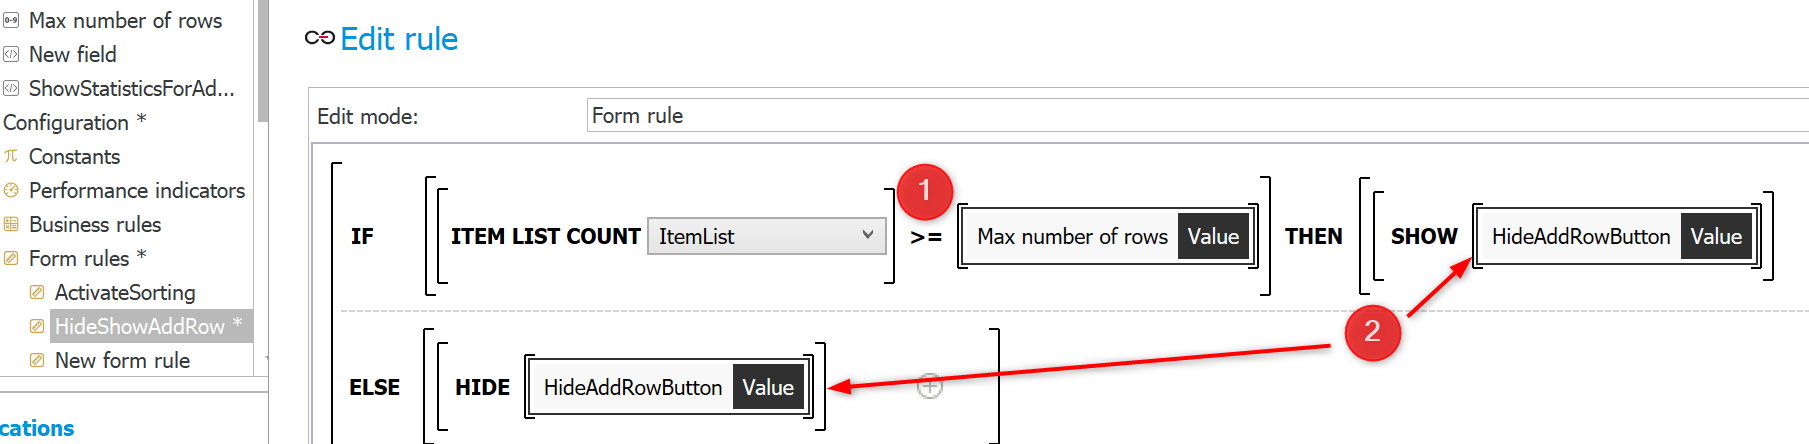 Max number of rows
New field
ShowStatisticsForAd...
Configuration *
Constants
Performance indicators
Business rules
Form rules *
ActivateSorting
HideShowAddRow *
New form rule
cations
Edit rule
Edit mode: Form rule
1
IF ITEM LIST COUNT ItemList >= Max number of rows Value THEN SHOW HideAddRowButton Value
2
ELSE HIDE HideAddRowButton Value